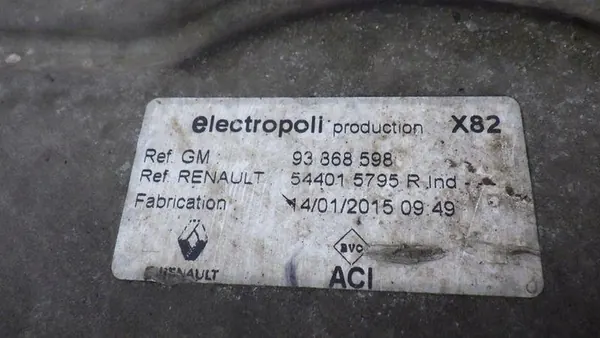 electropoli production X82
Ref. GM : 93 868 598
Ref. RENAULT : 54401 5795 R Ind -
Fabrication : 14/01/2015 09:49
BVC
RENAULT ACI